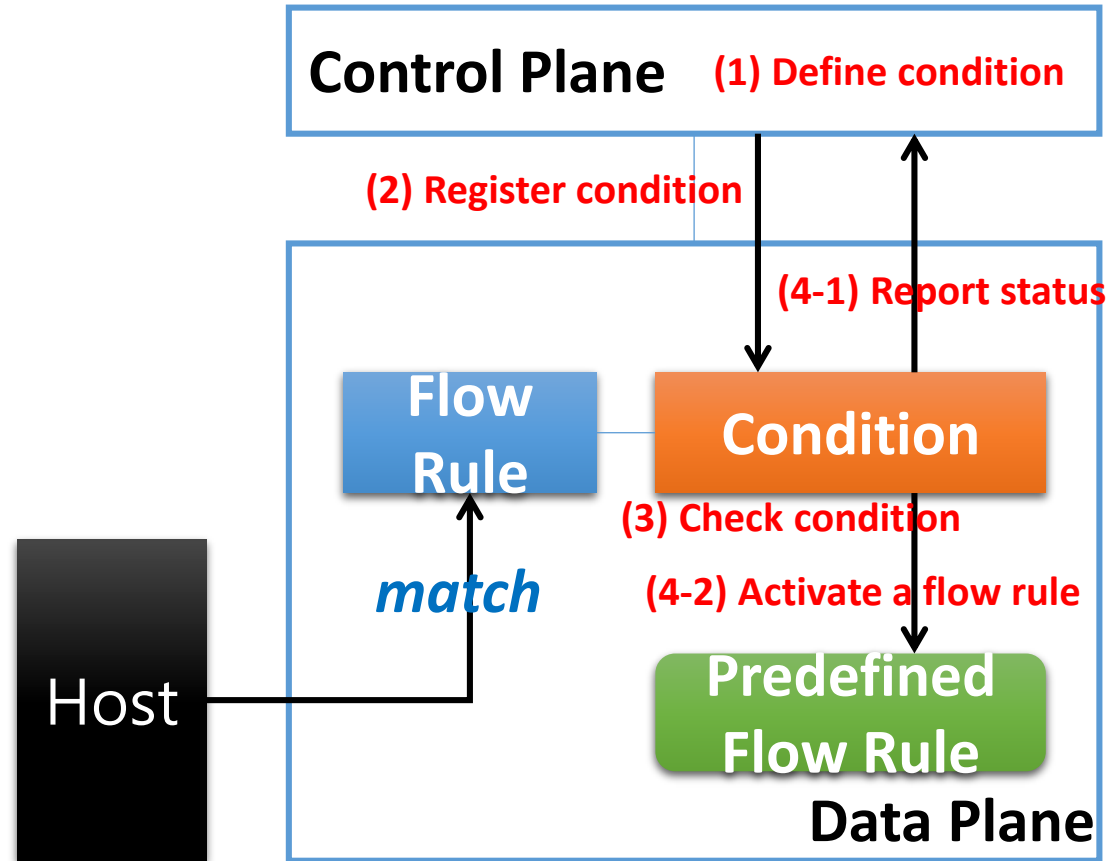 Control Plane
(1) Define condition
(2) Register condition
(4-1) Report status
Flow
Rule
Condition
(3) Check condition
match
(4-2) Activate a flow rule
Host
Predefined
Flow Rule
Data Plane